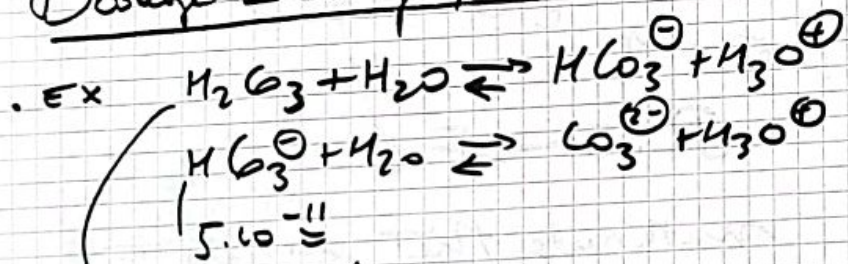 . Ex H₂CO₃ + H₂O ⇌ HCO₃⊖ + H₃O⊕
HCO₃⊖ + H₂O ⇌ CO₃²⁻ + H₃O⊕
5.10⁻¹¹